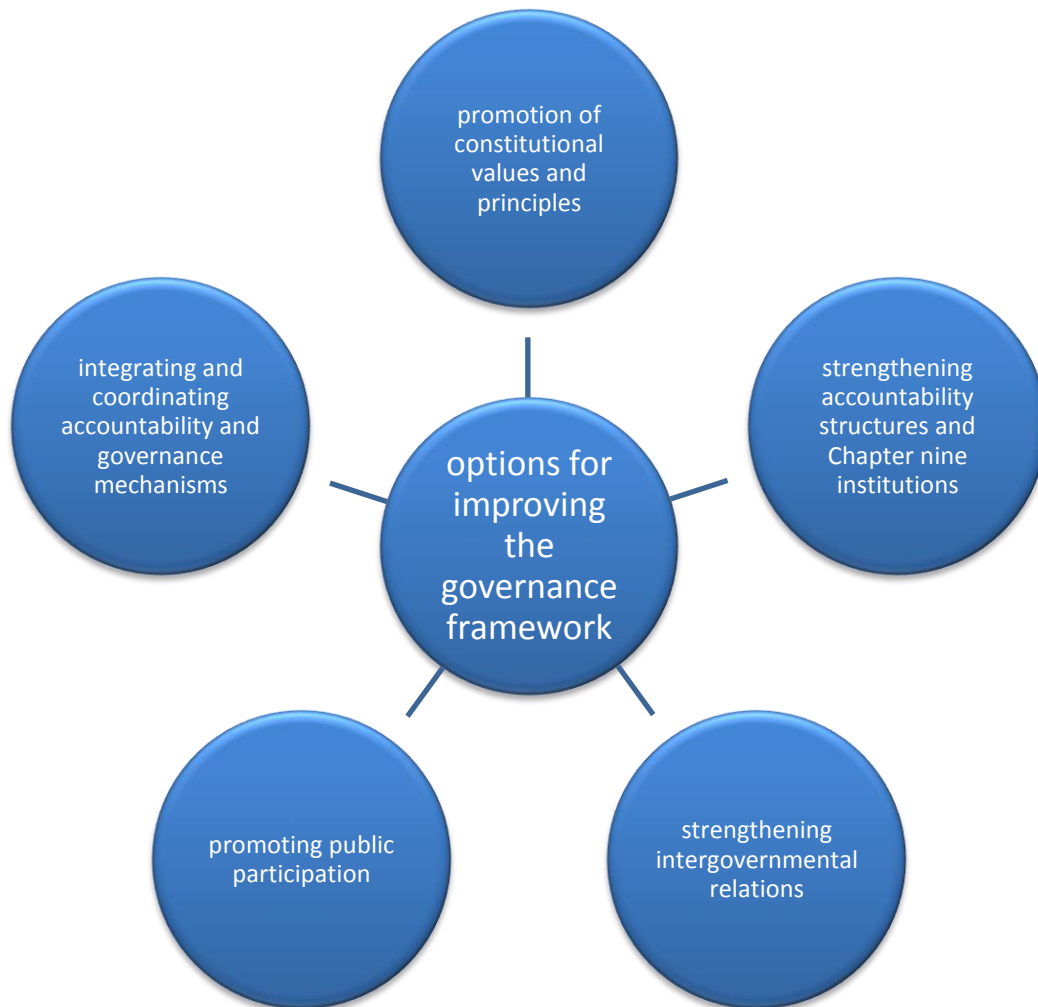 promotion of
constitutional
values and
principles
integrating and
coordinating
accountability and
governance
mechanisms
strengthening
accountability
structures and
Chapter nine
institutions
options for
improving
the
governance
framework
promoting public
participation
strengthening
intergovernmental
relations